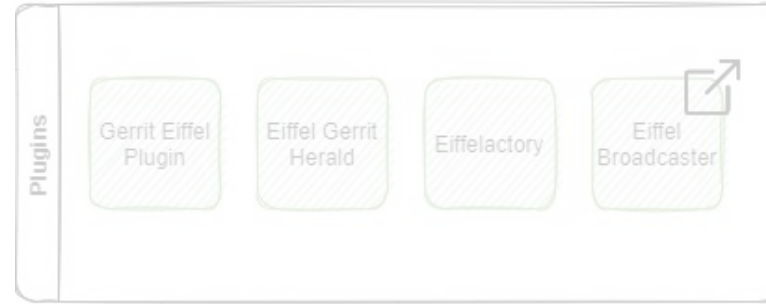 Plugins
Gerrit Eiffel
Plugin
Eiffel Gerrit
Herald
Eiffelactory
Eiffel
Broadcaster